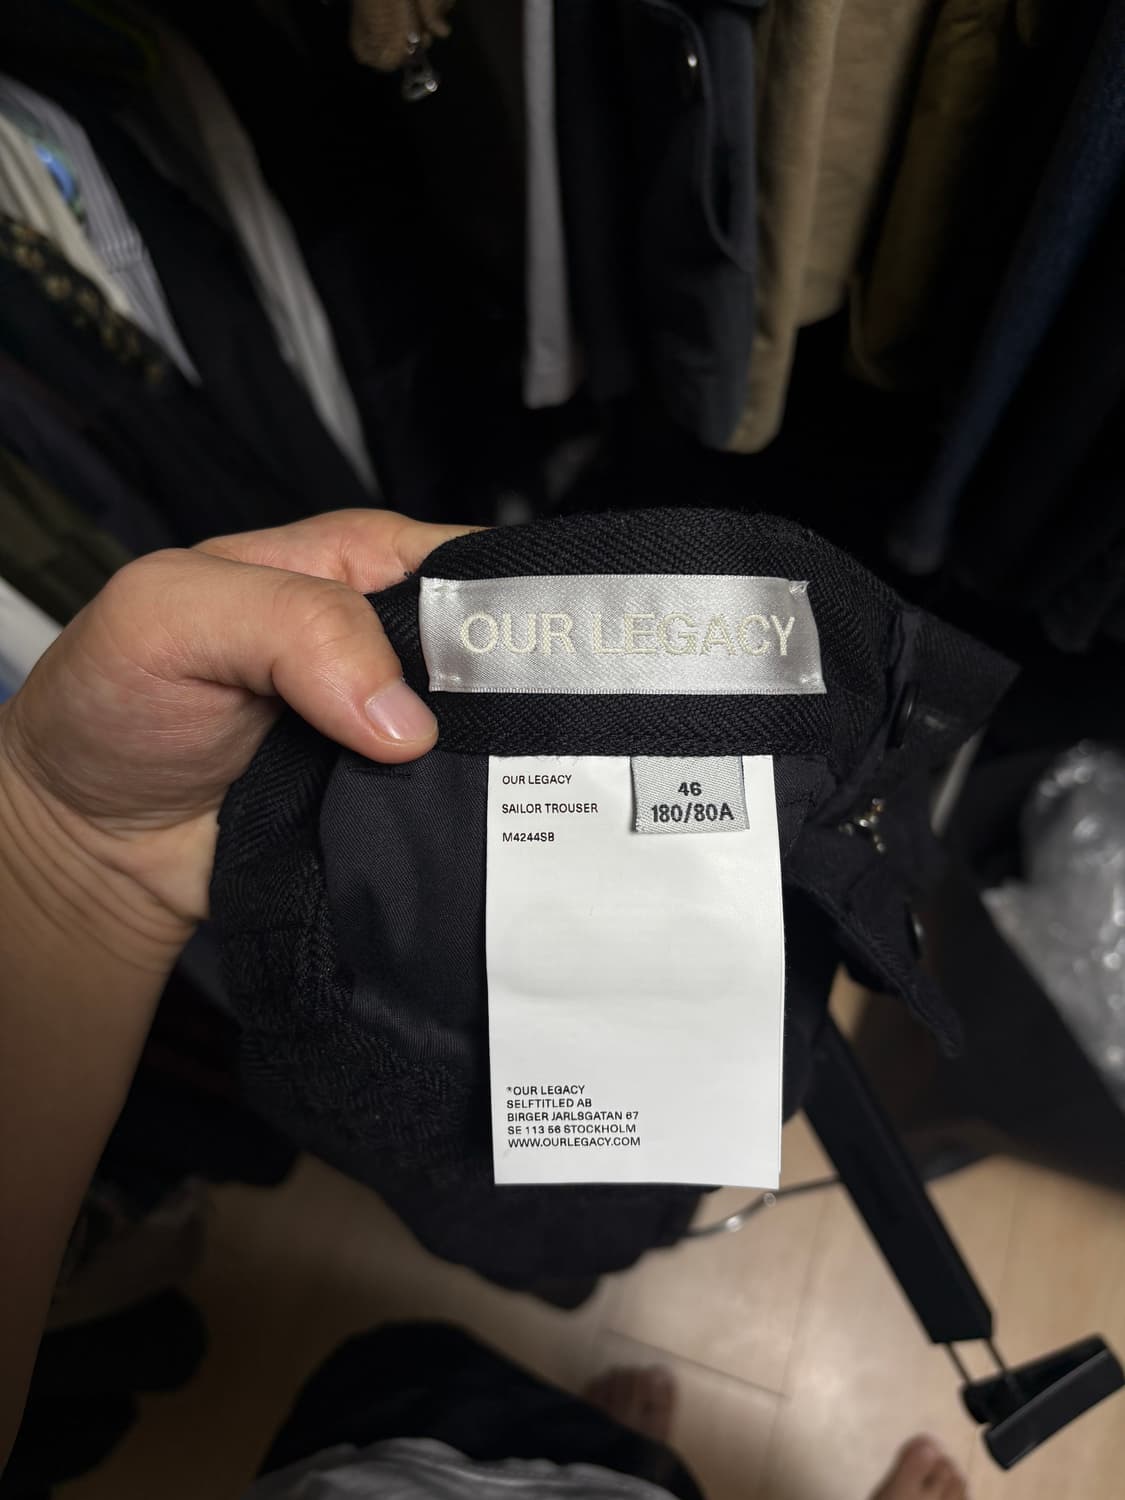 OUR LEGACY
OUR LEGACY
SAILOR TROUSER
M4244SB
46
180/80A
*OUR LEGACY
SELFTITLED AB
BIRGER JARLSGATAN 67
SE 113 56 STOCKHOLM
WWW.OURLEGACY.COM